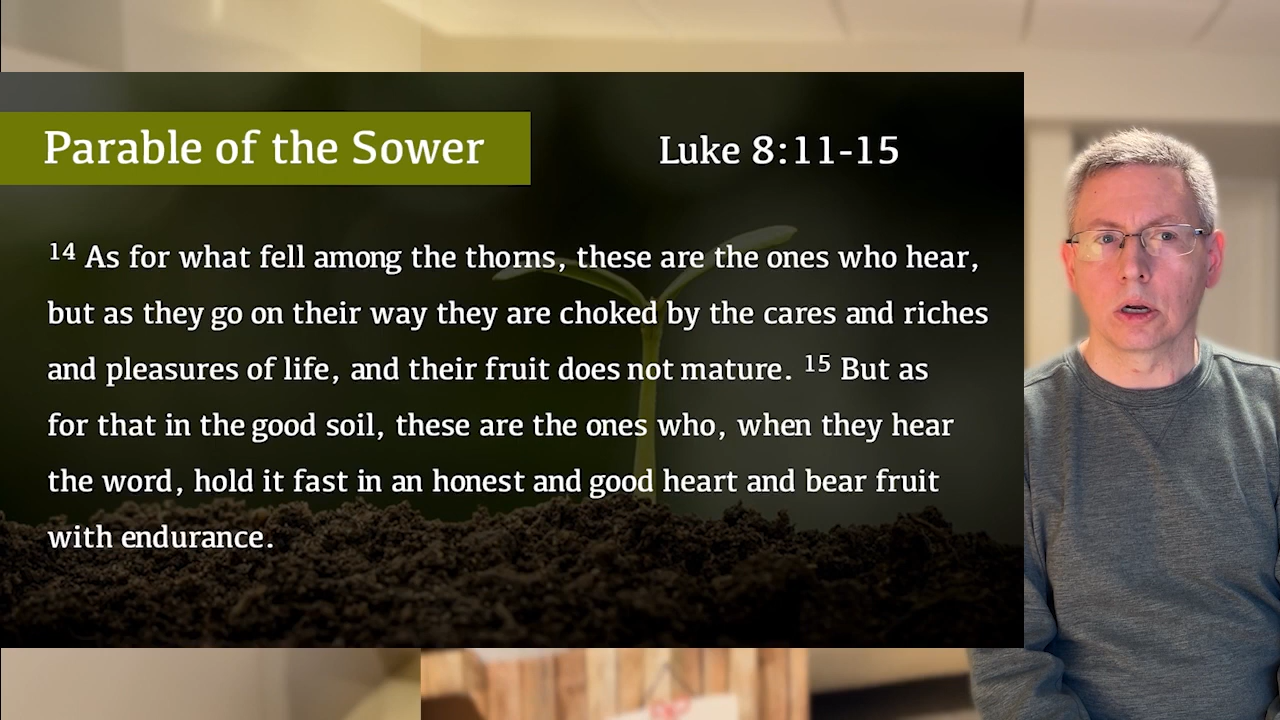 Parable of the Sower
Luke 8:11-15
14 As for what fell among the thorns, these are the ones who hear,
but as they go on their way they are choked by the cares and riches
and pleasures of life, and their fruit does not mature. 15 But as
for that in the good soil, these are the ones who, when they hear
the word, hold it fast in an honest and good heart and bear fruit
with endurance.